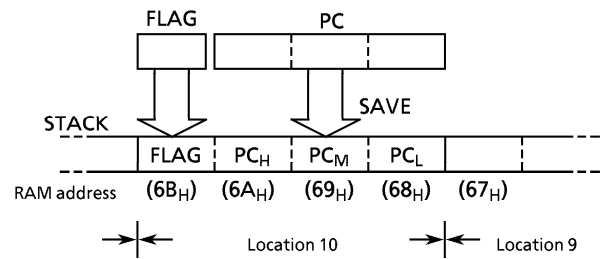 FLAG PC
SAVE
STACK
FLAG PCH PCM PCL
RAM address (6BH) (6AH) (69H) (68H) (67H)
Location 10 Location 9